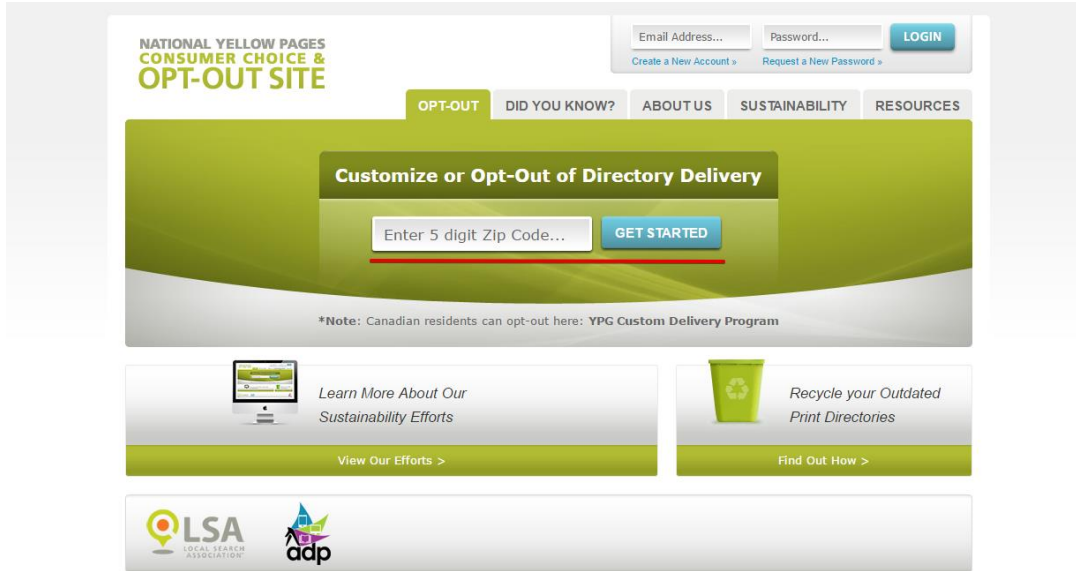 NATIONAL YELLOW PAGES
CONSUMER CHOICE &
OPT-OUT SITE
Email Address...
Password...
LOGIN
Create a New Account »
Request a New Password »
OPT-OUT
DID YOU KNOW?
ABOUT US
SUSTAINABILITY
RESOURCES
Customize or Opt-Out of Directory Delivery
Enter 5 digit Zip Code...
GET STARTED
*Note: Canadian residents can opt-out here: YPG Custom Delivery Program
Learn More About Our
Sustainability Efforts
View Our Efforts >
Recycle your Outdated
Print Directories
Find Out How >
LSA
LOCAL SEARCH
ASSOCIATION
adp